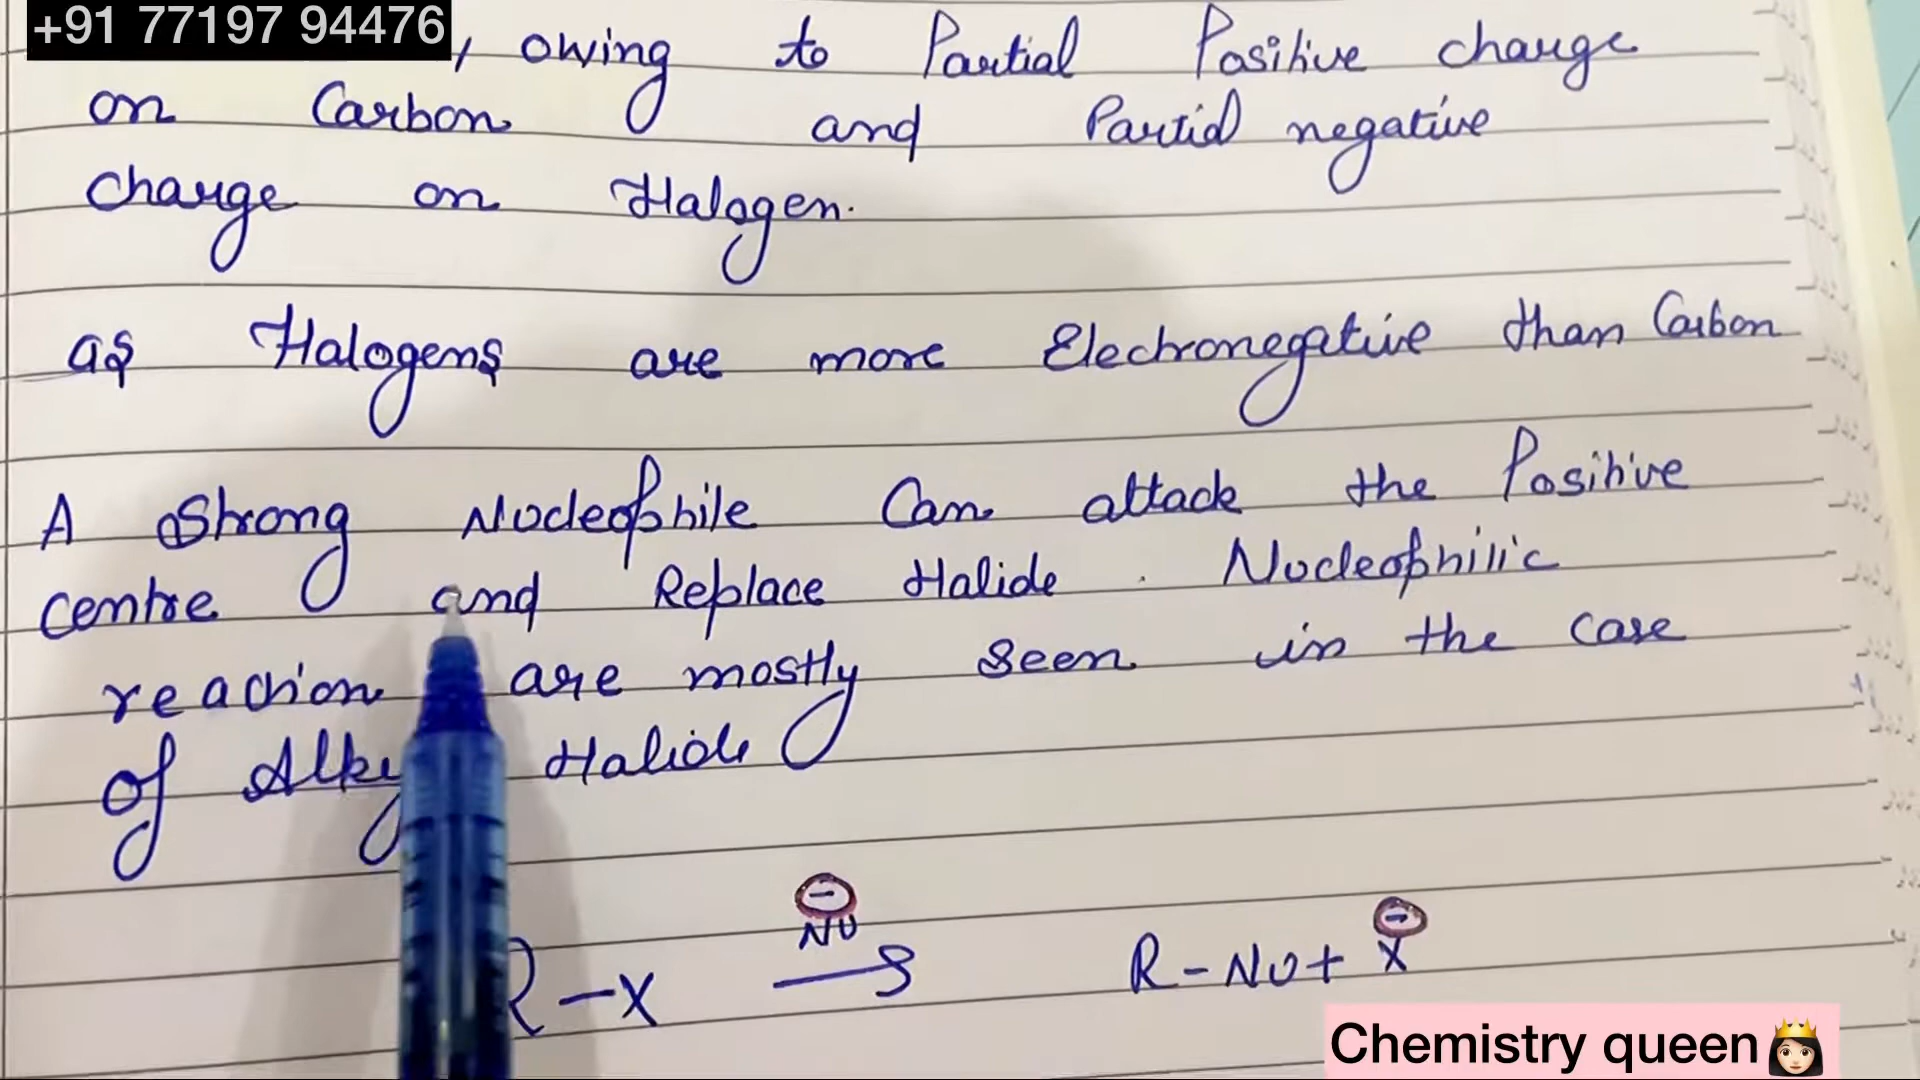 +91 77197 94476
, owing to Partial Positive charge
on Carbon and Partial negative
charge on Halogen.
as Halogens are more Electronegative than Carbon
A Strong Nucleophile Can attack the Positive
centre and Replace Halide. Nucleophilic
reaction are mostly seen in the case
of Alkyl Halide
⊖ ⊖
R-X Nu → R-Nu + X
Chemistry queen👸🏻